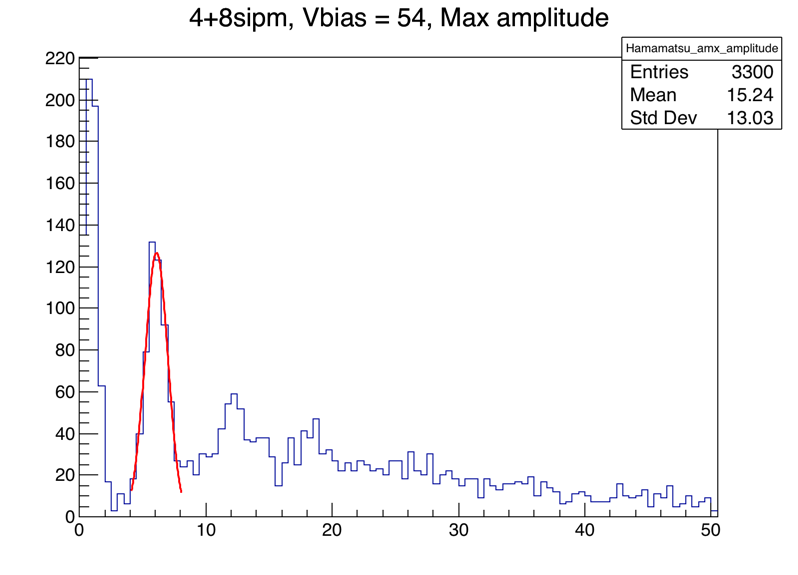 4+8sipm, Vbias = 54, Max amplitude
Hamamatsu_amx_amplitude
Entries 3300
Mean 15.24
Std Dev 13.03
220
200
180
160
140
120
100
80
60
40
20
0
0 10 20 30 40 50